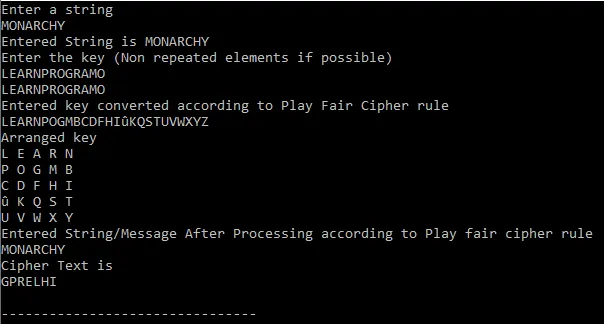 Enter a string
MONARCHY
Entered String is MONARCHY
Enter the key (Non repeated elements if possible)
LEARNPROGRAMO
LEARNPROGRAMO
Entered key converted according to Play Fair Cipher rule
LEARNPOGMBCDFHIûKQSTUVWXYZ
Arranged key
L E A R N
P O G M B
C D F H I
û K Q S T
U V W X Y
Entered String/Message After Processing according to Play fair cipher rule
MONARCHY
Cipher Text is
GPRELHI
---------------------------------